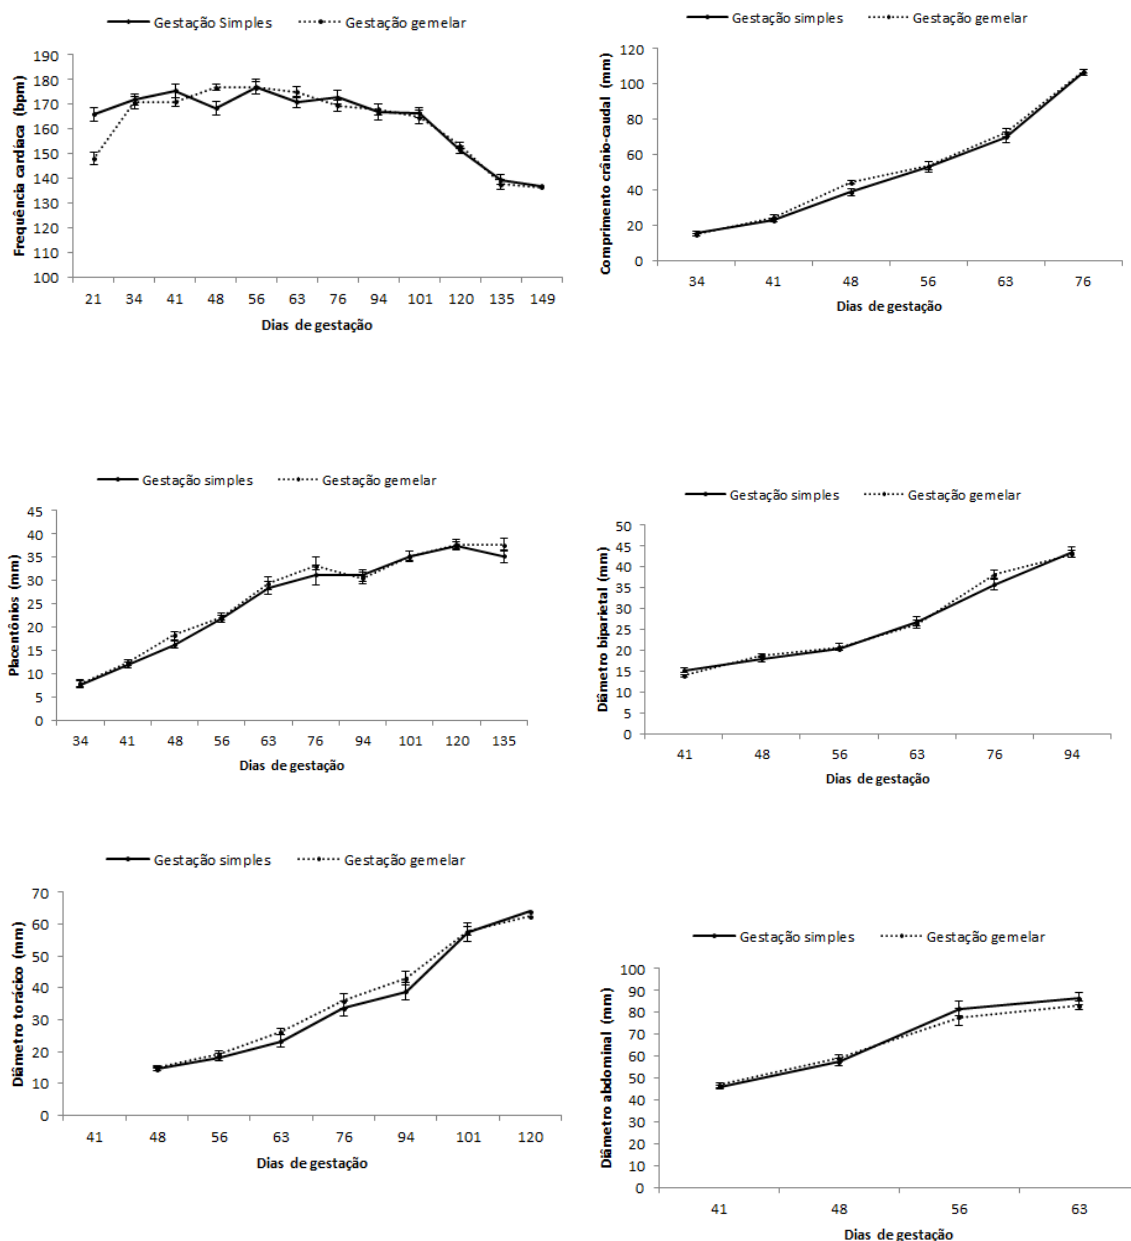 Gestação Simples Gestação gemelar
190
180
170
160
150
140
130
120
110
100
Frequência cardíaca (bpm)
21 34 41 48 56 63 76 94 101 120 135 149
Dias de gestação
Gestação simples Gestação gemelar
120
100
80
60
40
20
0
Comprimento crânio-caudal (mm)
34 41 48 56 63 76
Dias de gestação
Gestação simples Gestação gemelar
45
40
35
30
25
20
15
10
5
0
Placentônios (mm)
34 41 48 56 63 76 94 101 120 135
Dias de gestação
Gestação simples Gestação gemelar
50
45
40
35
30
25
20
15
10
5
0
Diâmetro biparietal (mm)
41 48 56 63 76 94
Dias de gestação
Gestação simples Gestação gemelar
70
60
50
40
30
20
10
0
Diâmetro torácico (mm)
41 48 56 63 76 94 101 120
Dias de gestação
Gestação simples Gestação gemelar
100
90
80
70
60
50
40
30
20
10
0
Diâmetro abdominal (mm)
41 48 56 63
Dias de gestação